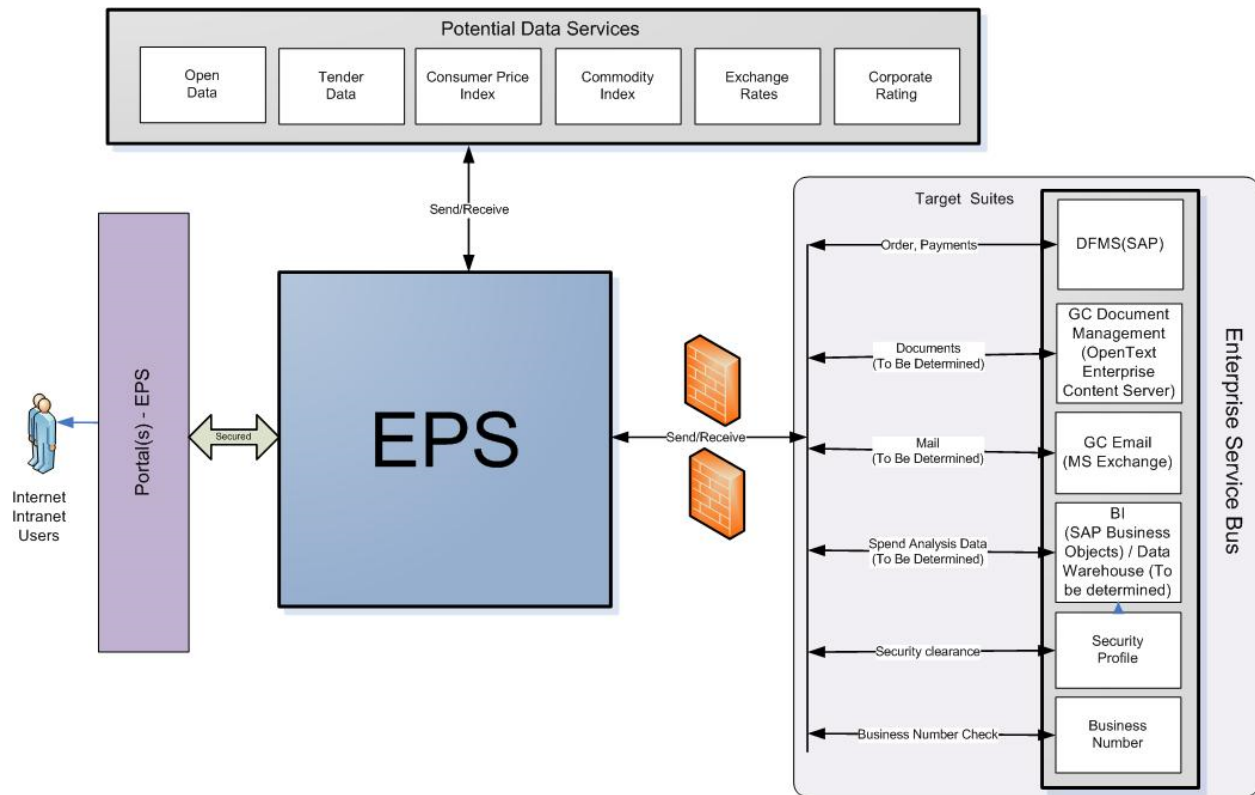 Potential Data Services
Open
Data
Tender
Data
Consumer Price
Index
Commodity
Index
Exchange
Rates
Corporate
Rating
Send/Receive
Portal(s) - EPS
Secured
EPS
Internet
Intranet
Users
Send/Receive
Target Suites
Order, Payments
DFMS(SAP)
Documents
(To Be Determined)
GC Document
Management
(OpenText
Enterprise
Content Server)
Mail
(To Be Determined)
GC Email
(MS Exchange)
Spend Analysis Data
(To Be Determined)
BI
(SAP Business
Objects) / Data
Warehouse (To
be determined)
Security clearance
Security
Profile
Business Number Check
Business
Number
Enterprise Service Bus